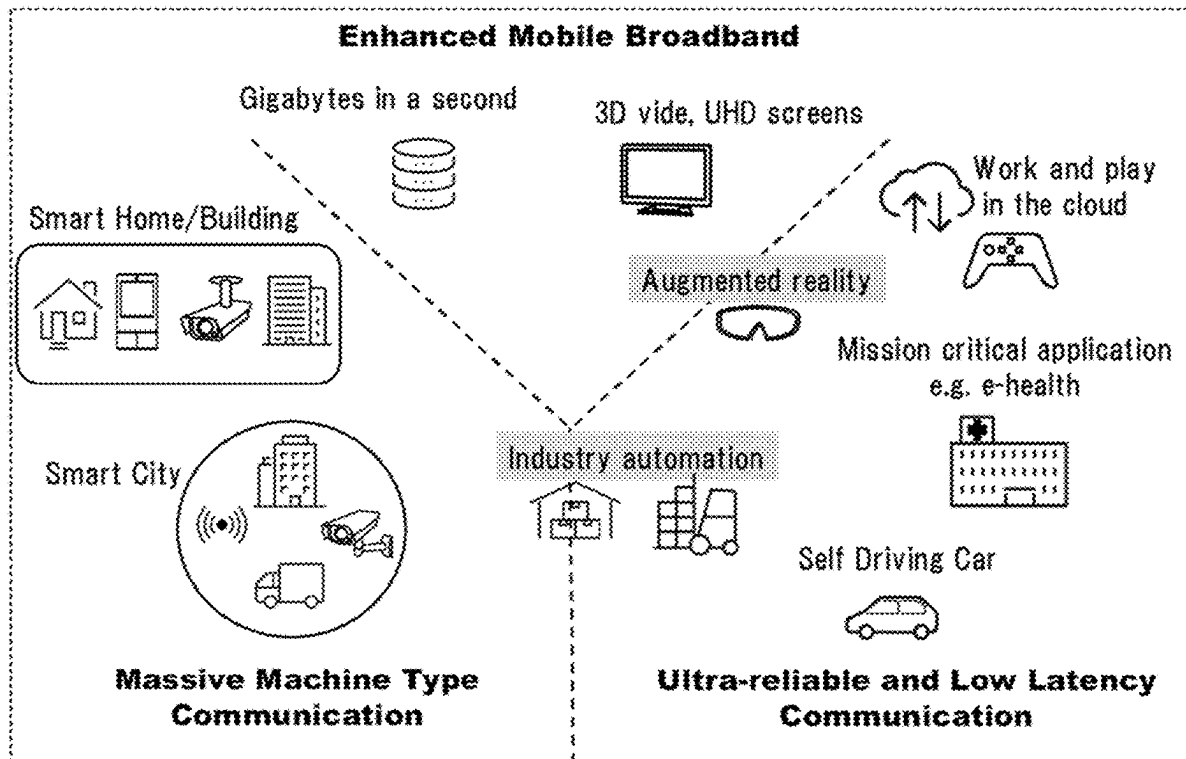 Enhanced Mobile Broadband
Gigabytes in a second
3D vide, UHD screens
Work and play
in the cloud
Smart Home/Building
Augmented reality
Mission critical application
e.g. e-health
Smart City
Industry automation
Self Driving Car
Massive Machine Type
Communication
Ultra-reliable and Low Latency
Communication